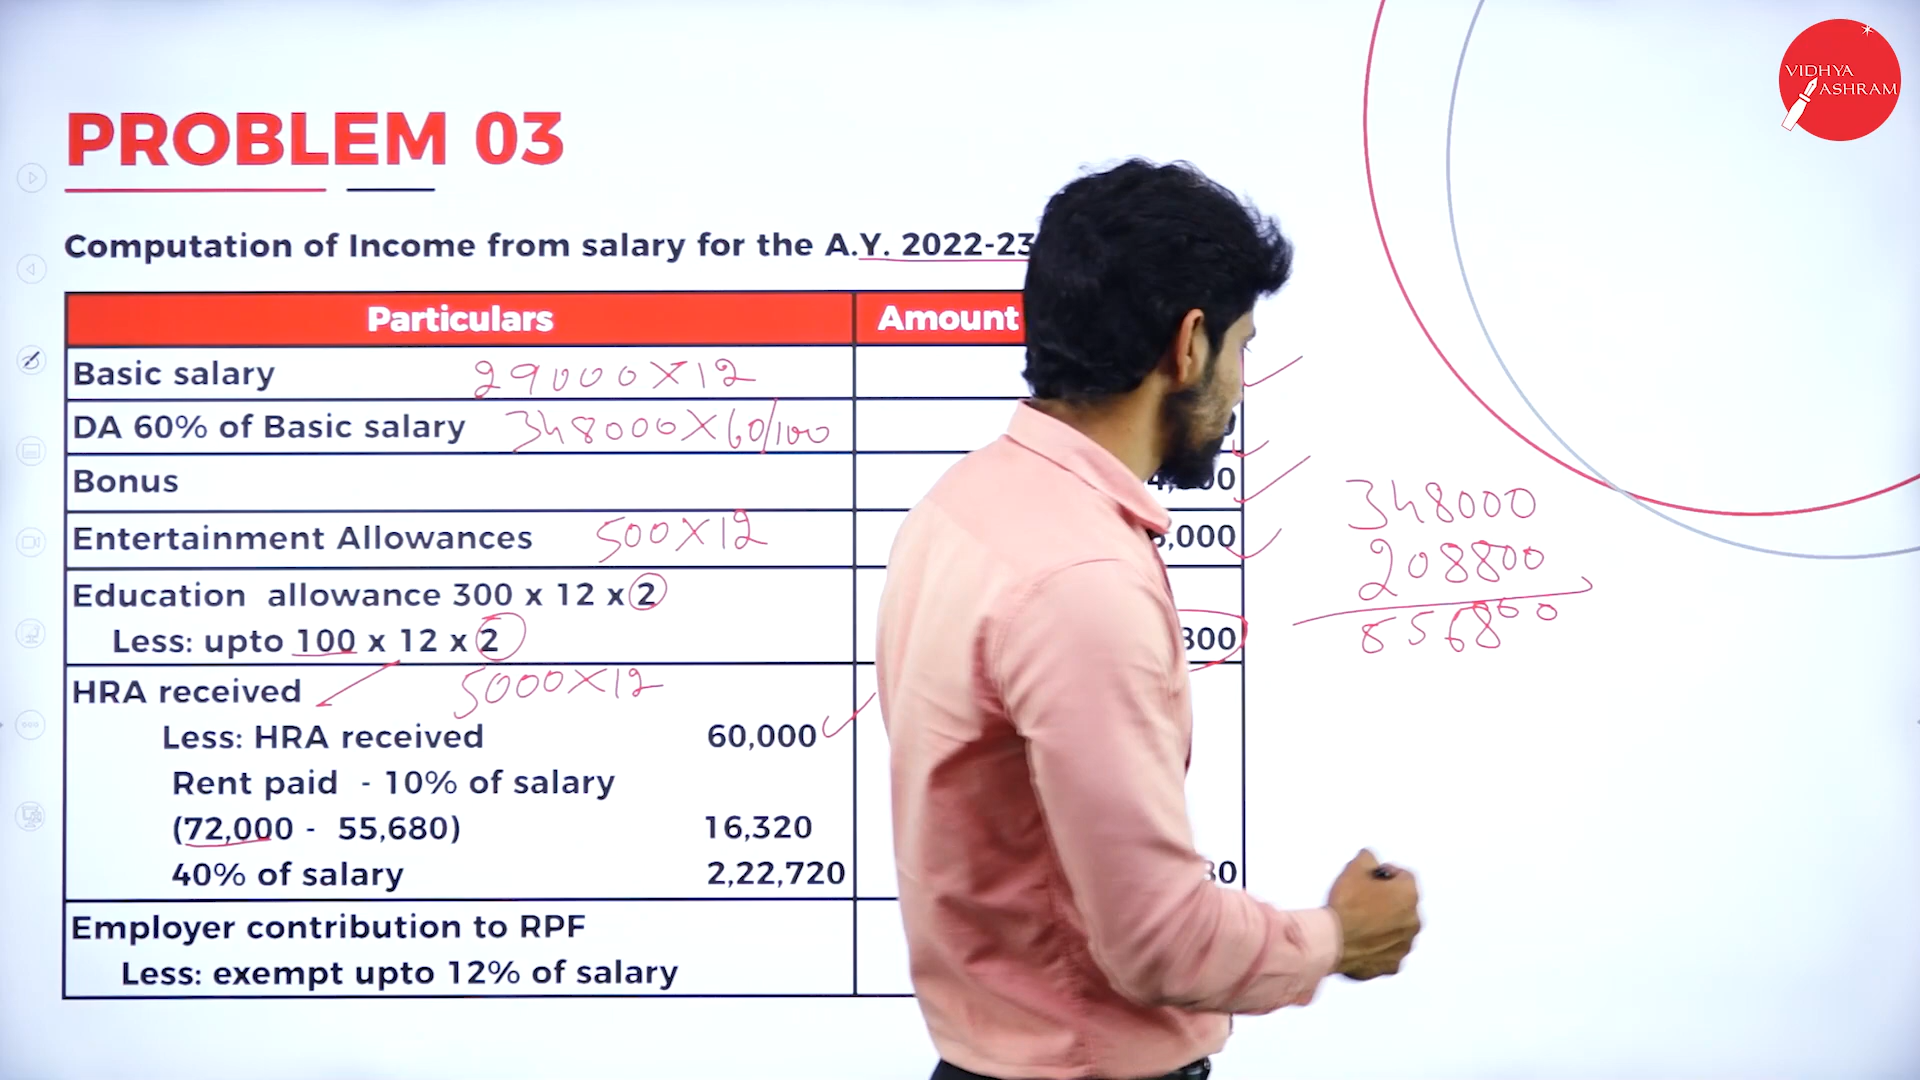 VIDHYA
ASHRAM
PROBLEM 03
Computation of Income from salary for the A.Y. 2022-23
Particulars
Amount
Basic salary 29000 X 12
DA 60% of Basic salary 348000 X 60/100
Bonus
Entertainment Allowances 500 X 12
,000
Education allowance 300 x 12 x 2
Less: upto 100 x 12 x 2
HRA received 5000 X 12
Less: HRA received 60,000
Rent paid - 10% of salary
(72,000 - 55,680) 16,320
40% of salary 2,22,720
Employer contribution to RPF
Less: exempt upto 12% of salary
348000
208800
556800